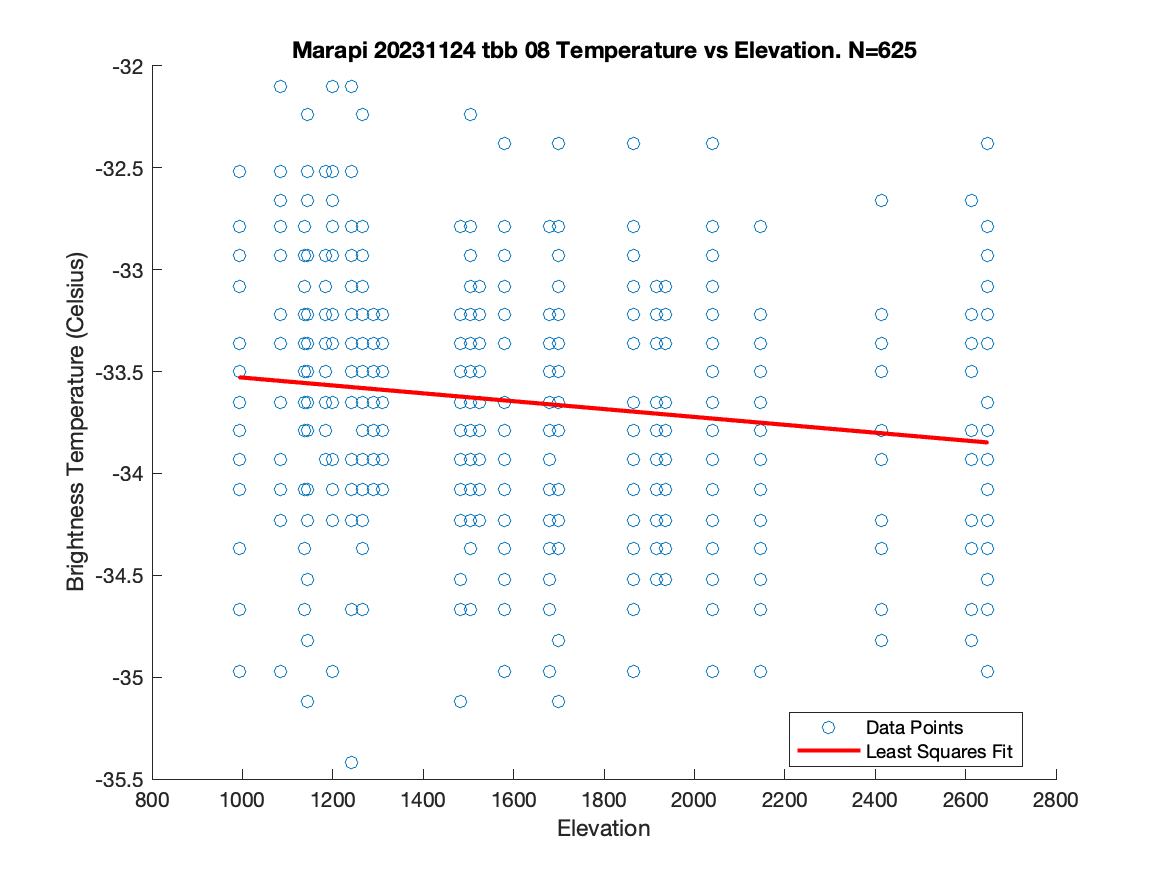 Marapi 20231124 tbb 08 Temperature vs Elevation. N=625
-32
-32.5
-33
-33.5
-34
-34.5
-35
-35.5
Brightness Temperature (Celsius)
800 1000 1200 1400 1600 1800 2000 2200 2400 2600 2800
Elevation
Data Points
Least Squares Fit